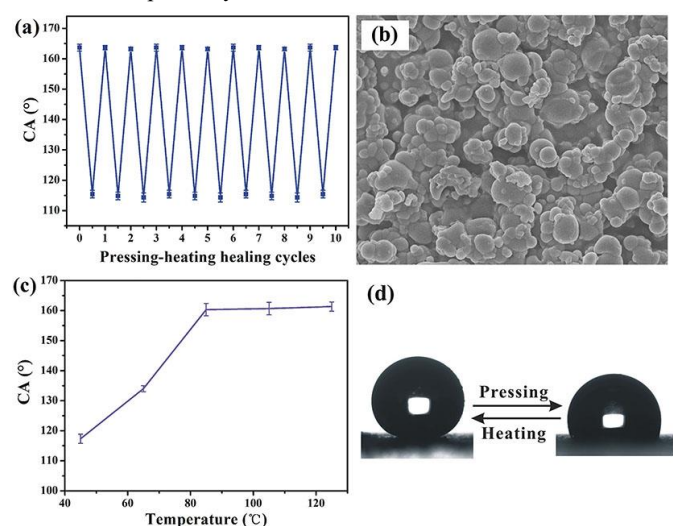 (a)
170
160
150
140
130
120
110
CA (°)
0 1 2 3 4 5 6 7 8 9 10
Pressing-heating healing cycles
(b)
(c)
170
160
150
140
130
120
110
100
CA (°)
40 60 80 100 120
Temperature (℃)
(d)
Pressing
Heating